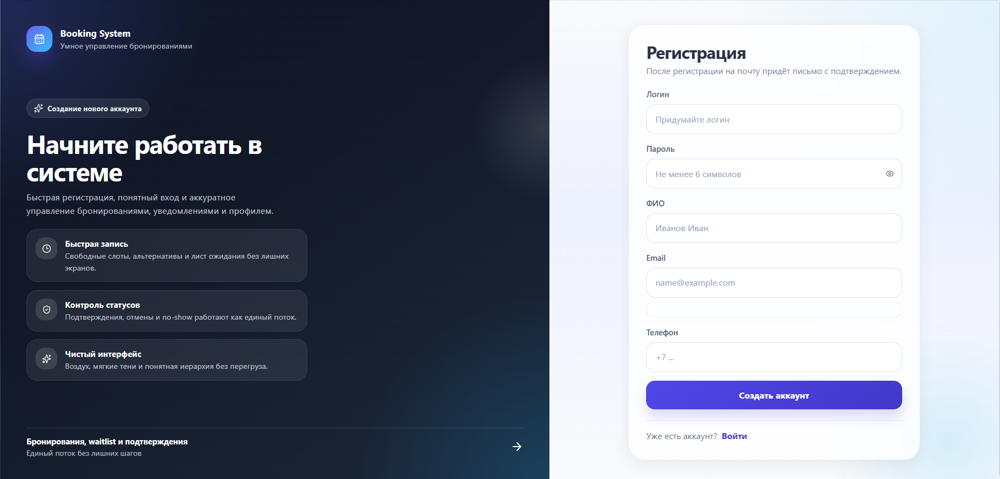 Booking System
Умное управление бронированиями
Создание нового аккаунта
Начните работать в
системе
Быстрая регистрация, понятный вход и аккуратное
управление бронированиями, уведомлениями и профилем.
Быстрая запись
Свободные слоты, альтернативы и лист ожидания без лишних
экранов.
Контроль статусов
Подтверждения, отмены и no-show работают как единый поток.
Чистый интерфейс
Воздух, мягкие тени и понятная иерархия без перегруза.
Бронирования, waitlist и подтверждения
Единый поток без лишних шагов
Регистрация
После регистрации на почту придёт письмо с подтверждением.
Логин
Придумайте логин
Пароль
Не менее 6 символов
ФИО
Иванов Иван
Email
name@example.com
Телефон
+7 ...
Создать аккаунт
Уже есть аккаунт? Войти